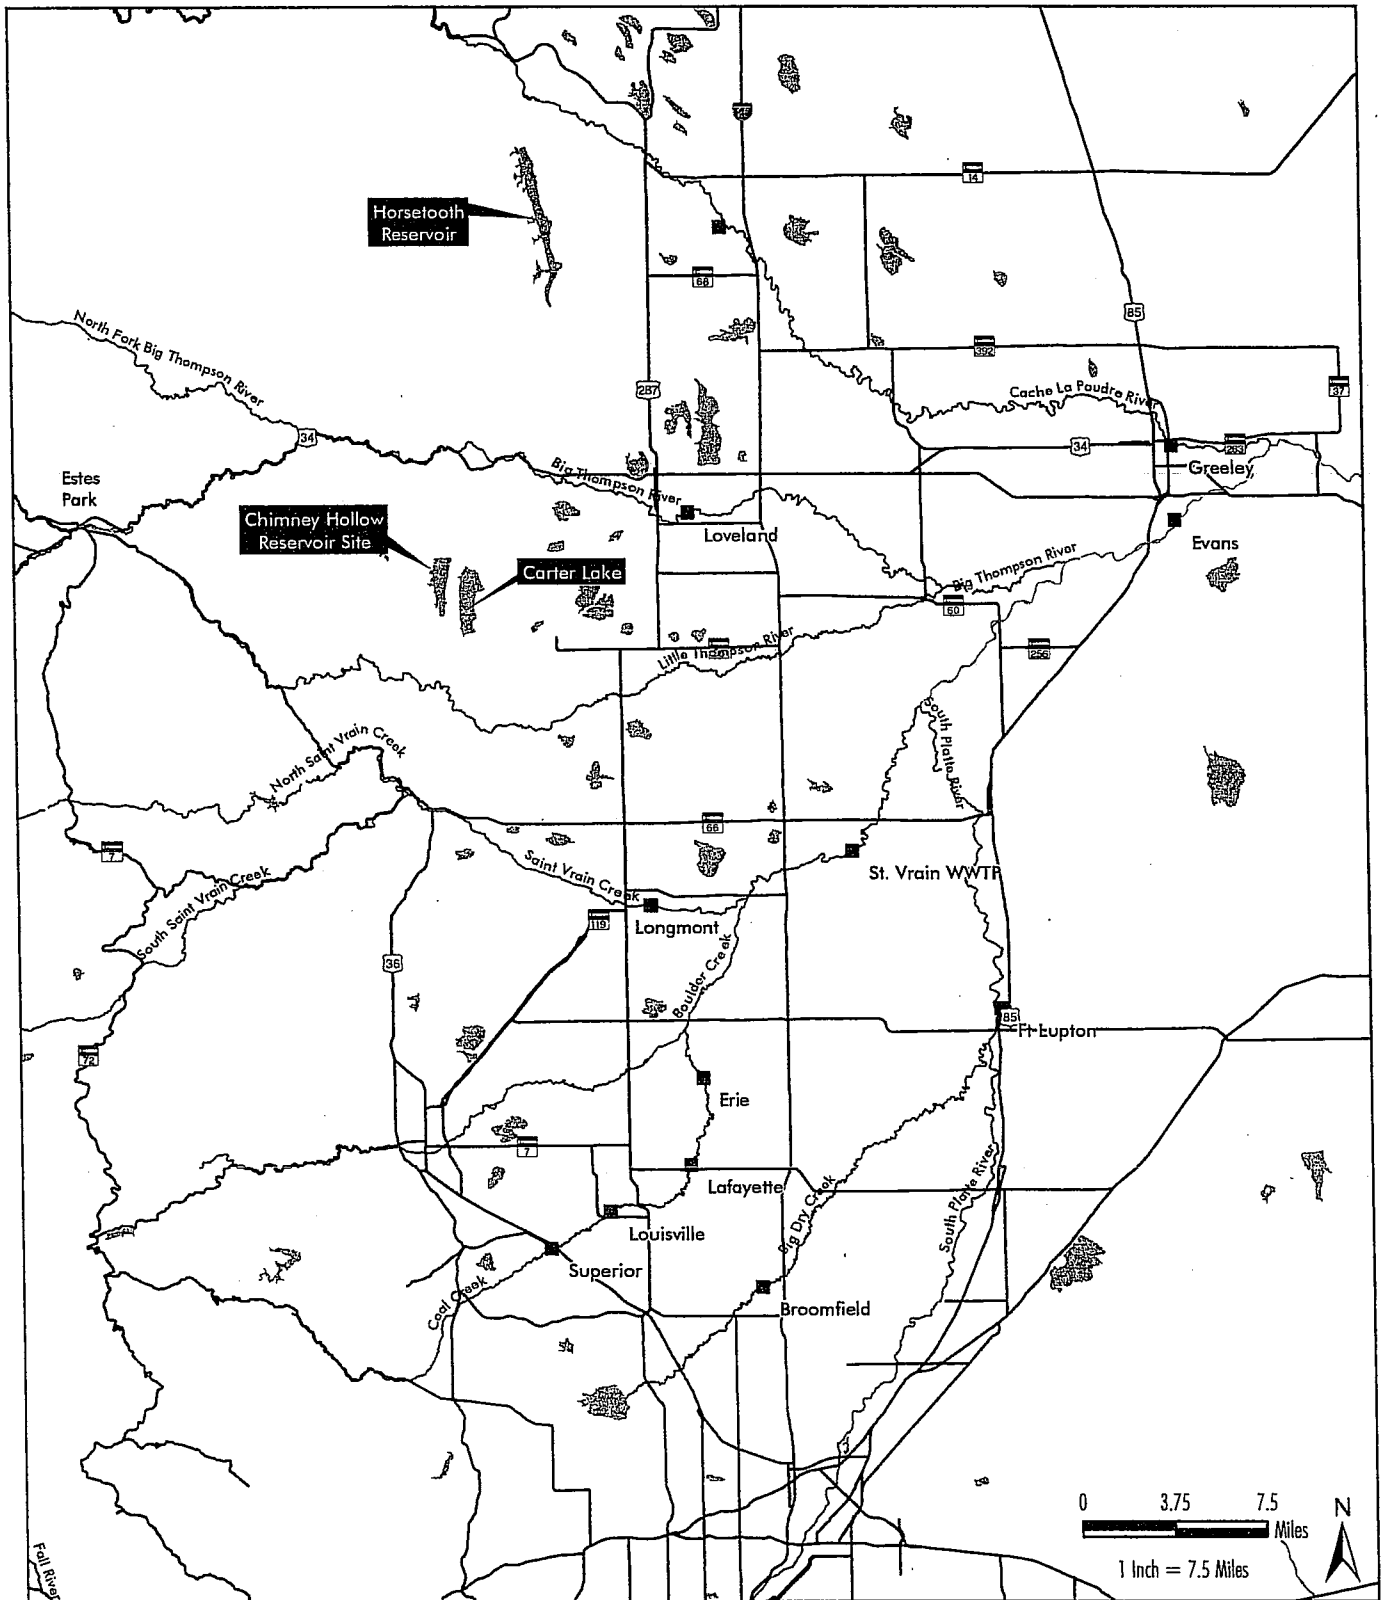 14
Horsetooth
Reservoir
68
85
North Fork Big Thompson River
392
287
37
Cache La Poudre River
34
34
263
Greeley
Big Thompson River
Estes
Park
Chimney Hollow
Reservoir Site
Loveland
Evans
Carter Lake
Big Thompson River
60
Little Thompson River
256
South Platte River
North Saint Vrain Creek
66
7
Saint Vrain Creek
St. Vrain WWTP
South Saint Vrain Creek
119
Longmont
36
Boulder Creek
85
Ft Lupton
72
Erie
7
Lafayette
Big Dry Creek
South Platte River
Louisville
Superior
Coal Creek
Broomfield
0 3.75 7.5
Miles
N
1 Inch = 7.5 Miles
Fall River